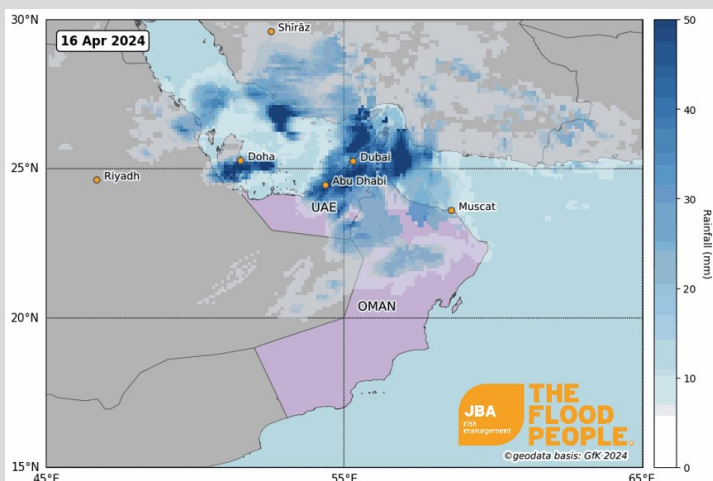 30°N
16 Apr 2024
Shīrāz
50
40
25°N
Riyadh
Doha
Dubai
Abu Dhabi
UAE
Muscat
30
Rainfall (mm)
20°N
OMAN
20
10
JBA
risk
management
THE
FLOOD
PEOPLE.
©geodata basis: GfK 2024
0
15°N
45°E
55°E
65°E